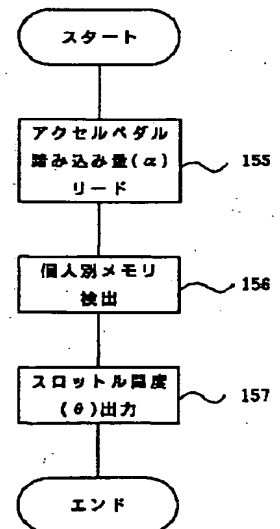 スタート
アクセルペダル
踏み込み量(α)
リード
155
個人別メモリ
検出
156
スロットル開度
(θ)出力
157
エンド